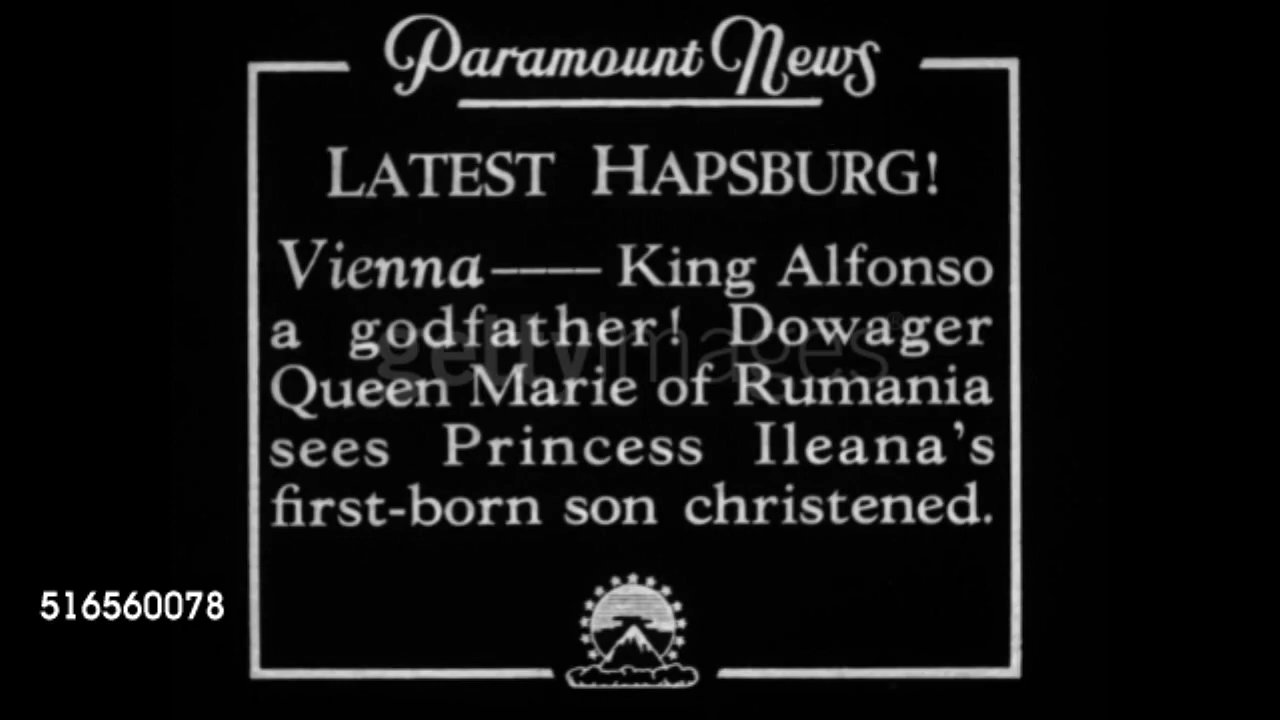 Paramount News
LATEST HAPSBURG!
Vienna---- King Alfonso
a godfather! Dowager
Queen Marie of Rumania
sees Princess Ileana's
first-born son christened.
gettyimages
516560078